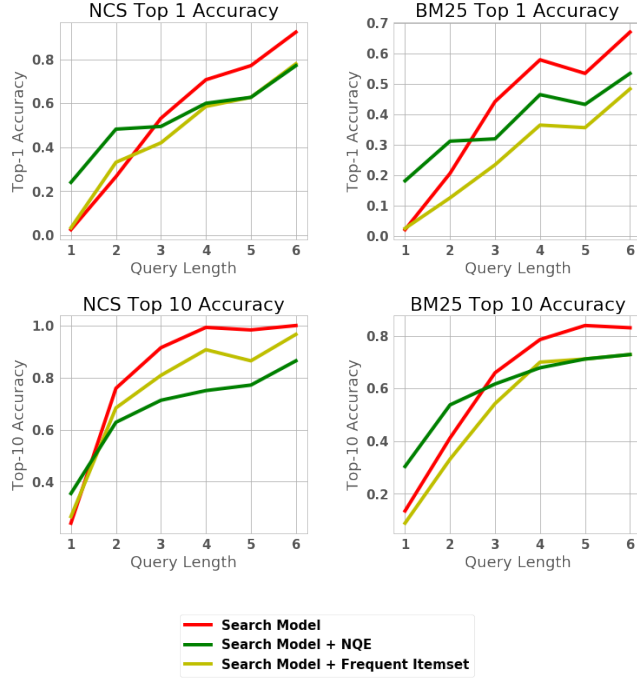 NCS Top 1 Accuracy
Top-1 Accuracy
0.8
0.6
0.4
0.2
0.0
1 2 3 4 5 6
Query Length
BM25 Top 1 Accuracy
Top-1 Accuracy
0.7
0.6
0.5
0.4
0.3
0.2
0.1
0.0
1 2 3 4 5 6
Query Length
NCS Top 10 Accuracy
Top-10 Accuracy
1.0
0.8
0.6
0.4
1 2 3 4 5 6
Query Length
BM25 Top 10 Accuracy
Top-10 Accuracy
0.8
0.6
0.4
0.2
1 2 3 4 5 6
Query Length
Search Model
Search Model + NQE
Search Model + Frequent Itemset